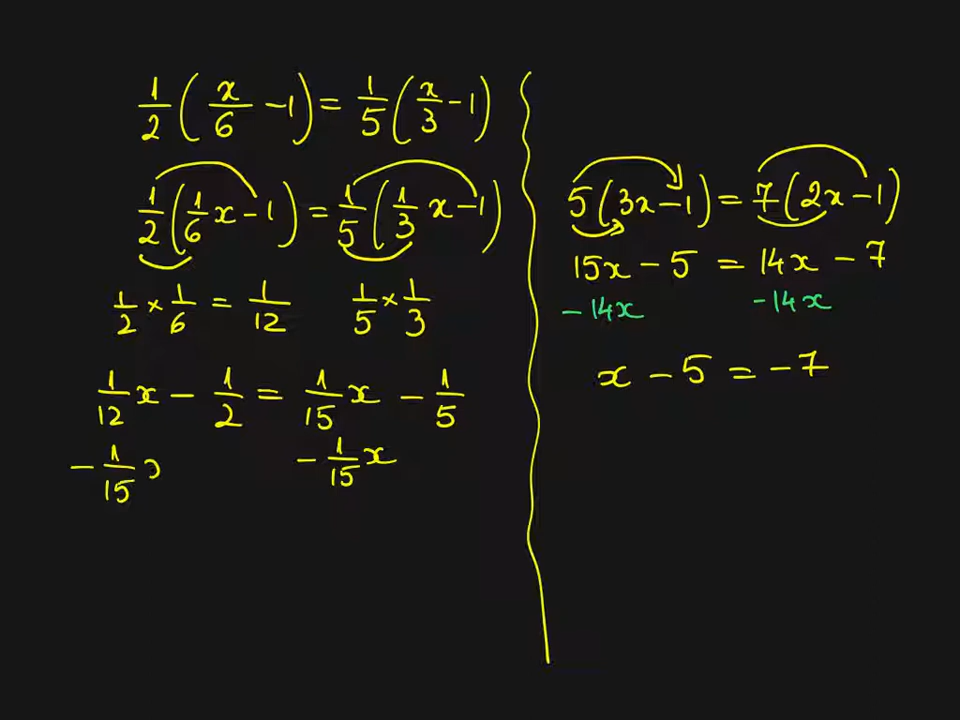 1/2 (x/6 − 1) = 1/5 (x/3 − 1)
1/2 (1/6 x − 1) = 1/5 (1/3 x − 1)
1/2 × 1/6 = 1/12    1/5 × 1/3
1/12 x − 1/2 = 1/15 x − 1/5
− 1/15    − 1/15 x
5(3x − 1) = 7(2x − 1)
15x − 5 = 14x − 7
− 14x    − 14x
x − 5 = − 7